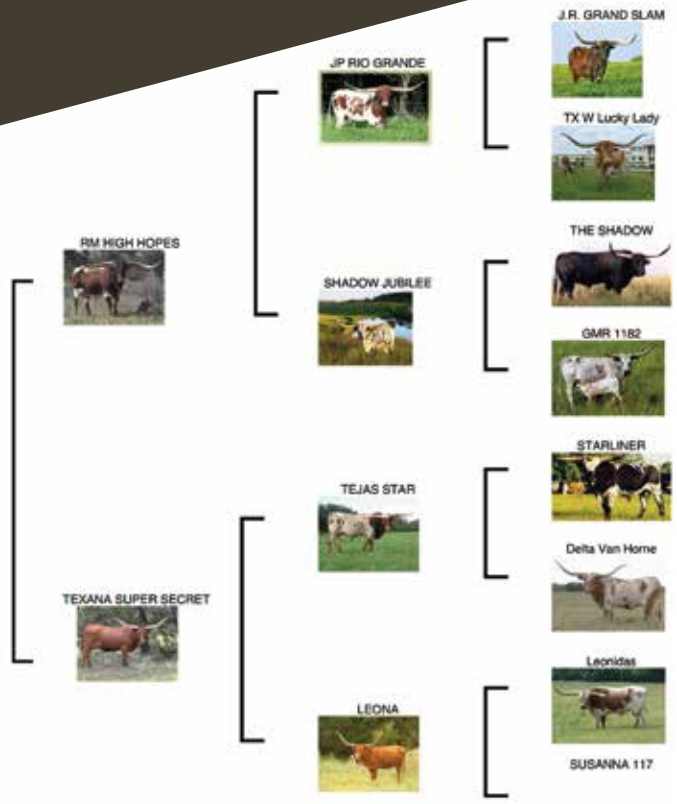 J.R. GRAND SLAM
JP RIO GRANDE
TX W Lucky Lady
RM HIGH HOPES
THE SHADOW
SHADOW JUBILEE
GMR 1182
STARLINER
TEJAS STAR
Delta Van Horne
TEXANA SUPER SECRET
Leonidas
LEONA
SUSANNA 117